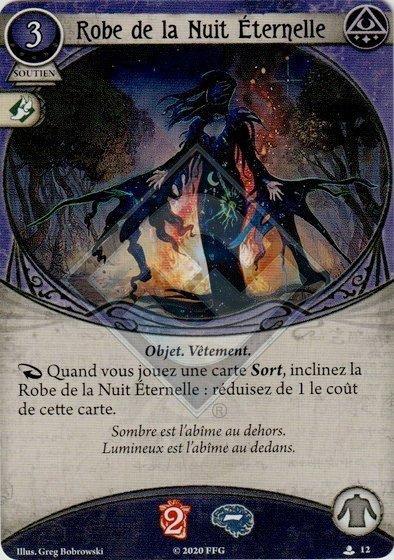 3
Robe de la Nuit Éternelle
SOUTIEN
Objet. Vêtement.
Quand vous jouez une carte Sort, inclinez la
Robe de la Nuit Éternelle : réduisez de 1 le coût
de cette carte.
®
Sombre est l'abîme au dehors.
Lumineux est l'abîme au dedans.
2
Illus. Greg Bobrowski
© 2020 FFG
12